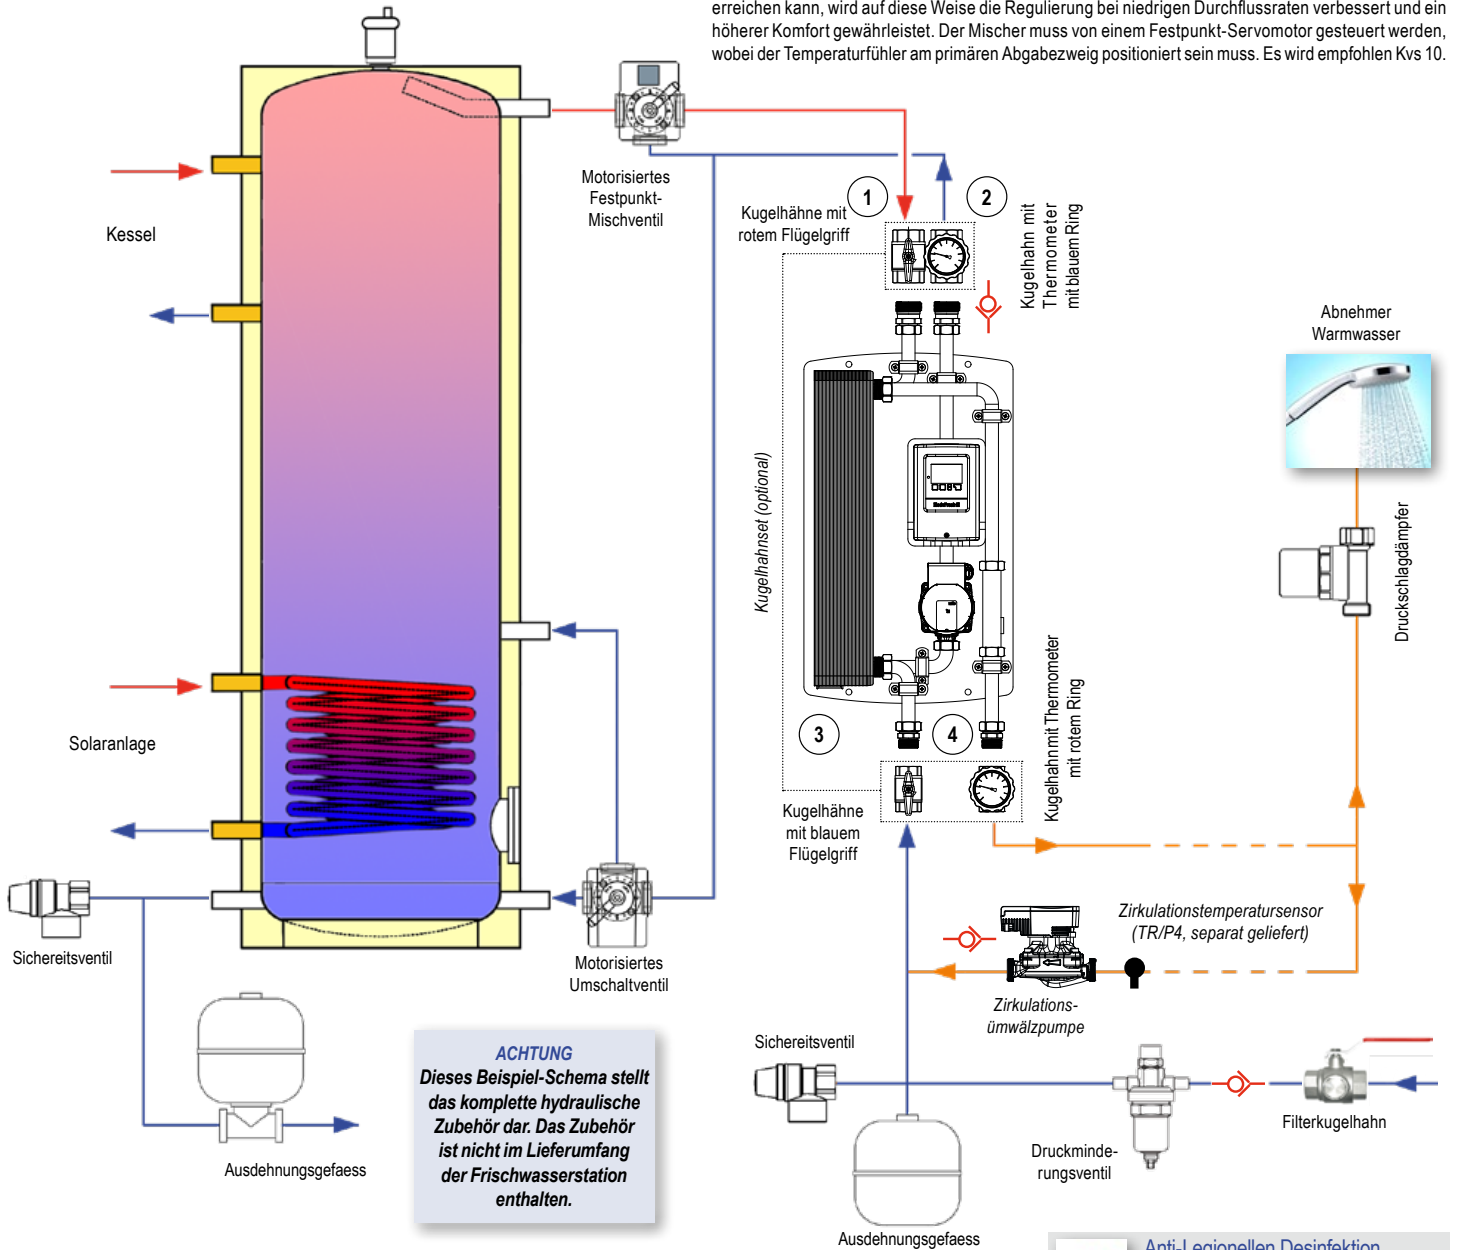 erreichen kann, wird auf diese Weise die Regulierung bei niedrigen Durchflussraten verbessert und ein
höherer Komfort gewährleistet. Der Mischer muss von einem Festpunkt-Servomotor gesteuert werden,
wobei der Temperaturfühler am primären Abgabezweig positioniert sein muss. Es wird empfohlen Kvs 10.
Motorisiertes
Festpunkt-
Mischventil
Kessel
Kugelhähne mit
rotem Flügelgriff
1
2
Kugelhahn mit
Thermometer
mit blauem Ring
Abnehmer
Warmwasser
Kugelhahnset (optional)
Druckschlagdämpfer
Solaranlage
3
4
Kugelhahn mit Thermometer
mit rotem Ring
Kugelhähne
mit blauem
Flügelgriff
Sichereitsventil
Motorisiertes
Umschaltventil
Zirkulationstemperatursensor
(TR/P4, separat geliefert)
Zirkulations-
ümwälzpumpe
ACHTUNG
Dieses Beispiel-Schema stellt
das komplette hydraulische
Zubehör dar. Das Zubehör
ist nicht im Lieferumfang
der Frischwasserstation
enthalten.
Sichereitsventil
Filterkugelhahn
Druckminde-
rungsventil
Ausdehnungsgefaess
Ausdehnungsgefaess
Anti-Legionellen Desinfektion